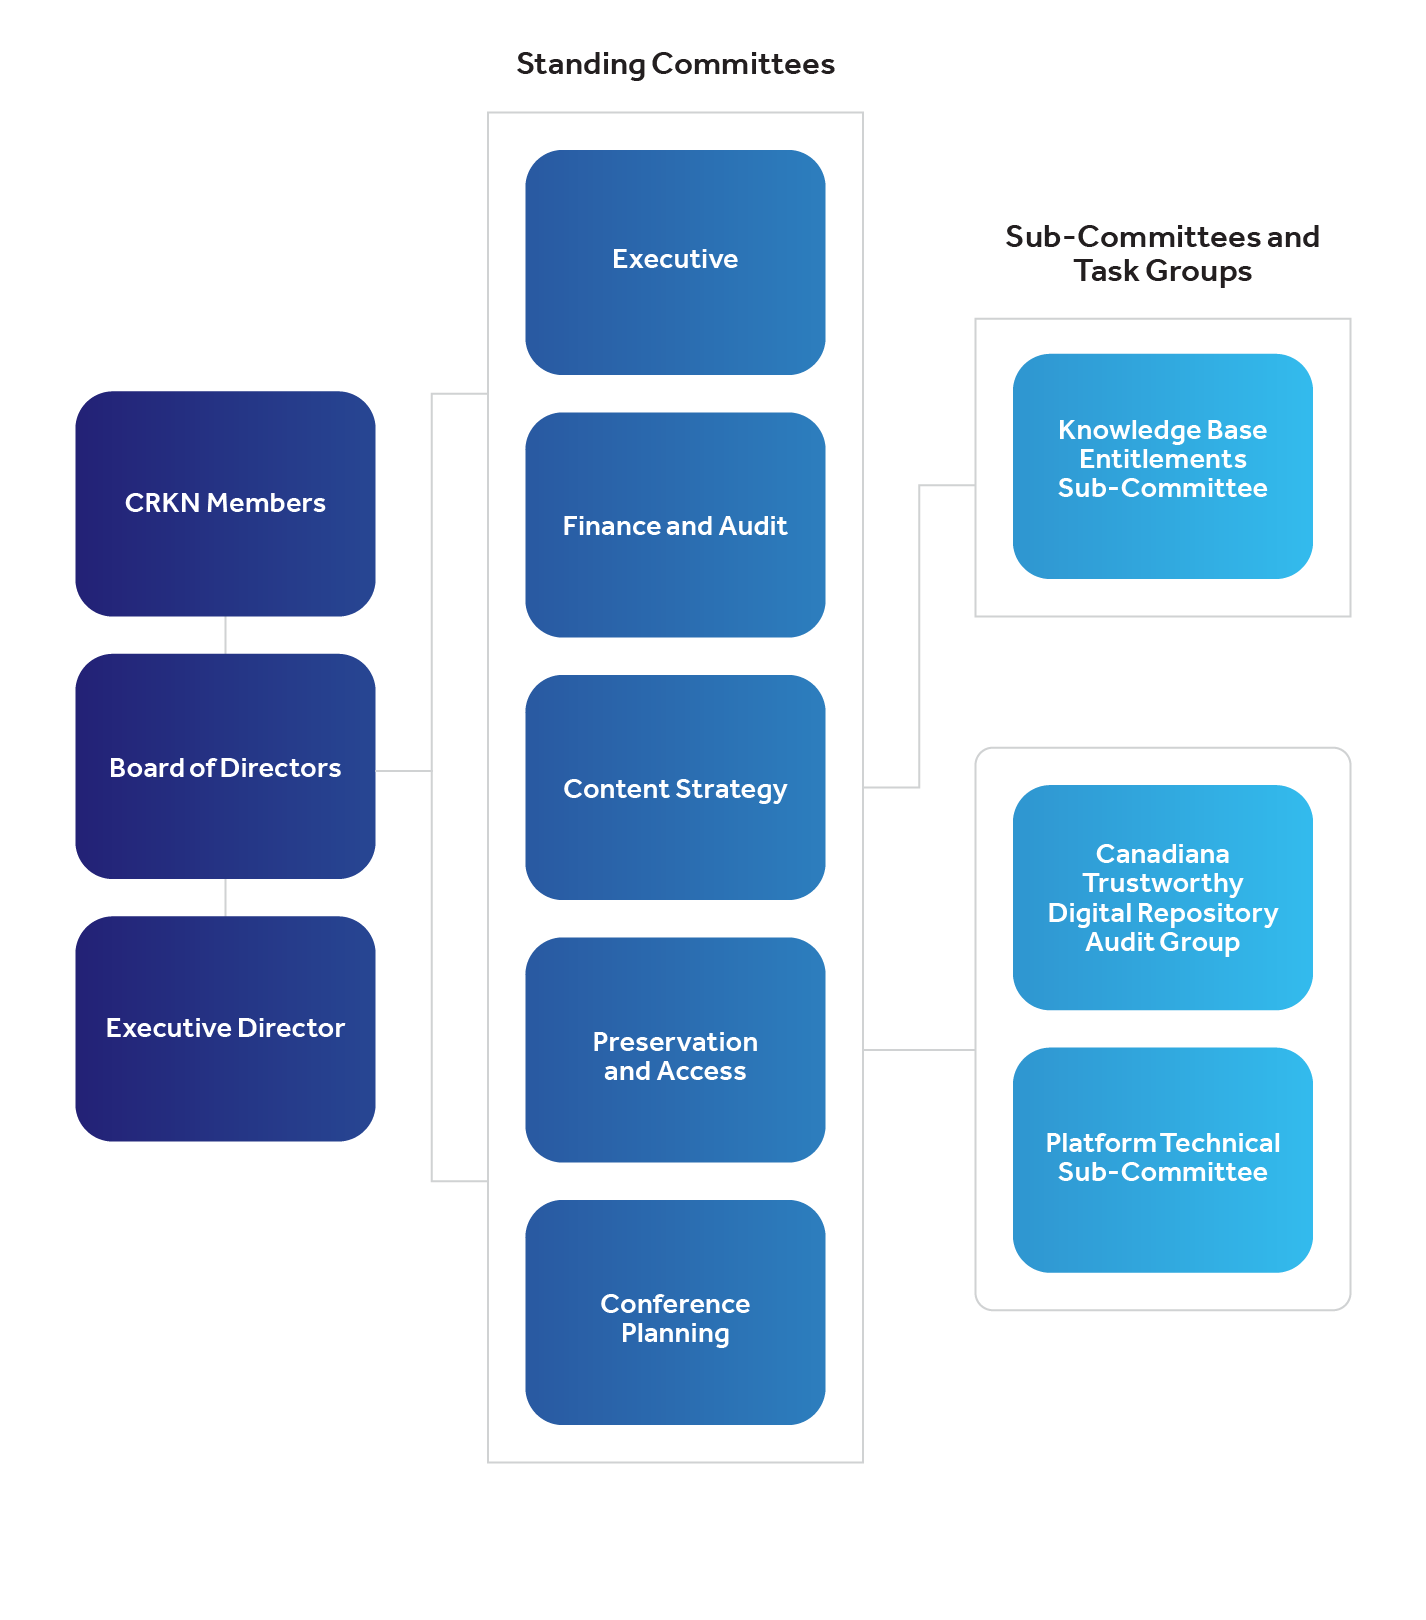 Standing Committees
Executive
Finance and Audit
Content Strategy
Preservation
and Access
Conference
Planning
CRKN Members
Board of Directors
Executive Director
Sub-Committees and
Task Groups
Knowledge Base
Entitlements
Sub-Committee
Canadiana
Trustworthy
Digital Repository
Audit Group
Platform Technical
Sub-Committee